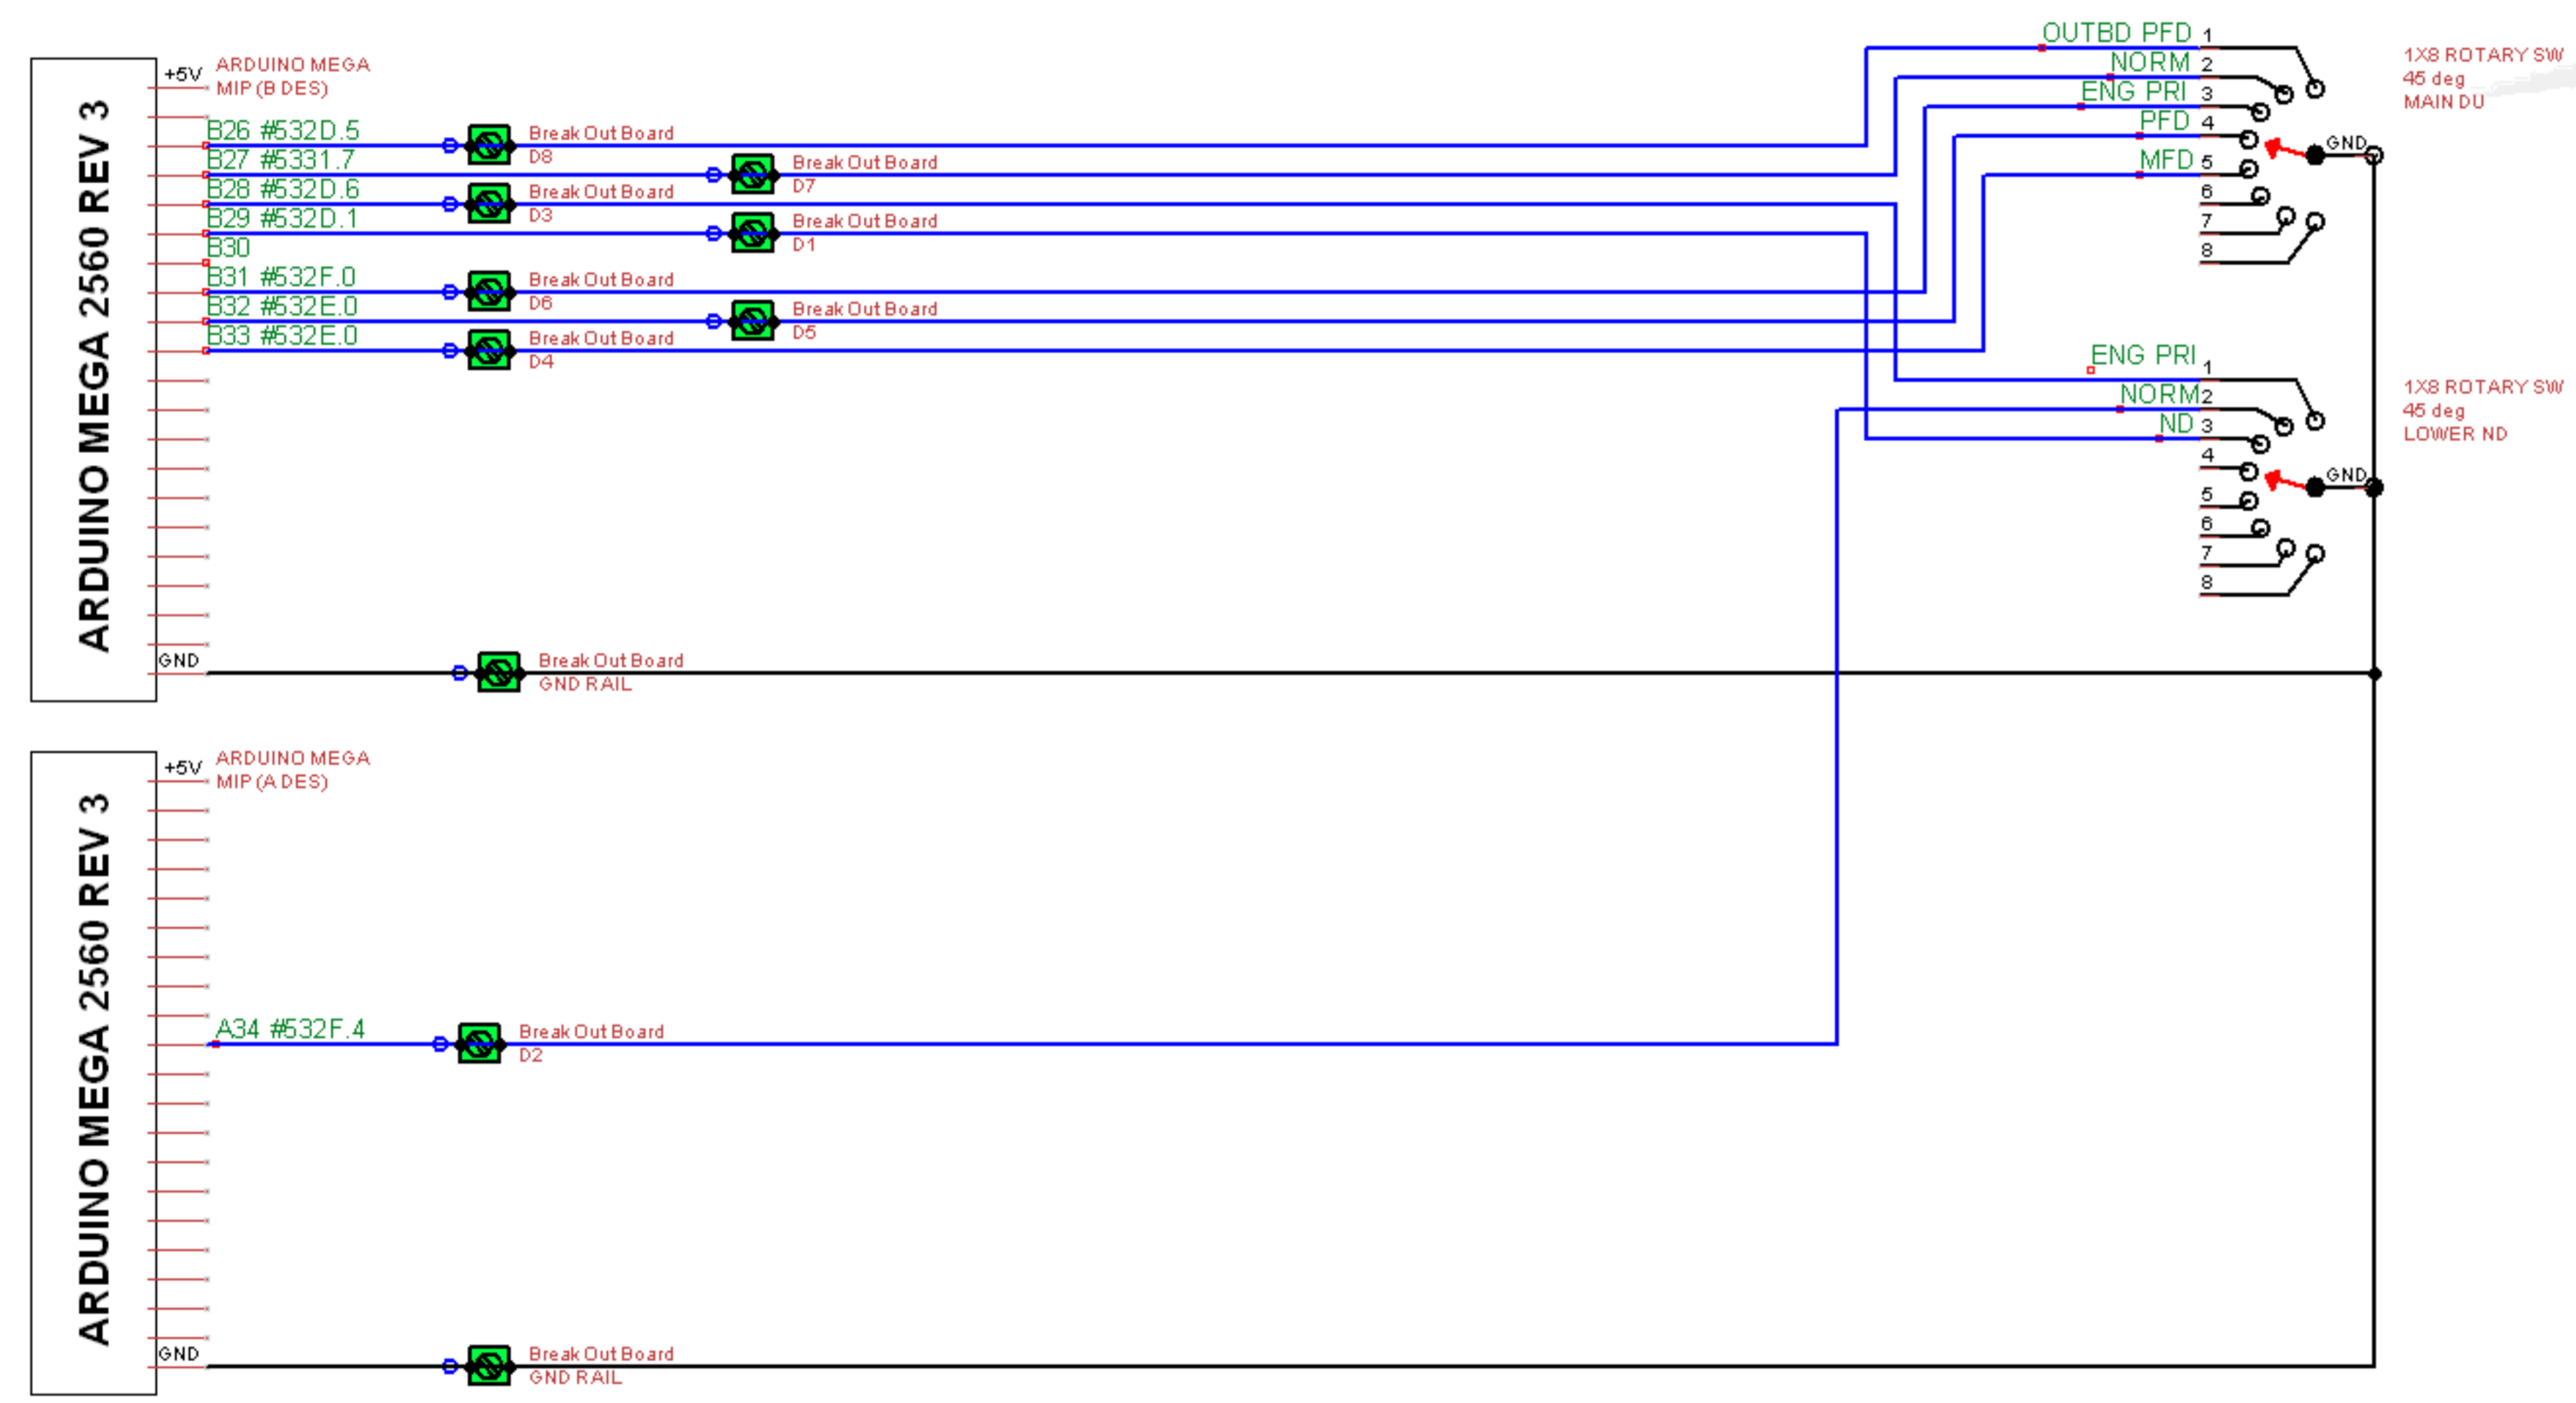 OUTBD PFD 1
NORM 2
ENG PRI 3
PFD 4
MFD 5
6
7
8
GND
1X8 ROTARY SW
45 deg
MAIN DU
ARDUINO MEGA 2560 REV 3
+5V
ARDUINO MEGA
MIP (B DES)
B26 #532D.5
Break Out Board
D8
B27 #5331.7
Break Out Board
D7
B28 #532D.6
Break Out Board
D3
B29 #532D.1
Break Out Board
D1
B30
B31 #532F.0
Break Out Board
D6
B32 #532E.0
Break Out Board
D5
B33 #532E.0
Break Out Board
D4
ENG PRI 1
NORM 2
ND 3
4
5
6
7
8
GND
1X8 ROTARY SW
45 deg
LOWER ND
GND
Break Out Board
GND RAIL
ARDUINO MEGA 2560 REV 3
+5V
ARDUINO MEGA
MIP (A DES)
A34 #532F.4
Break Out Board
D2
GND
Break Out Board
GND RAIL